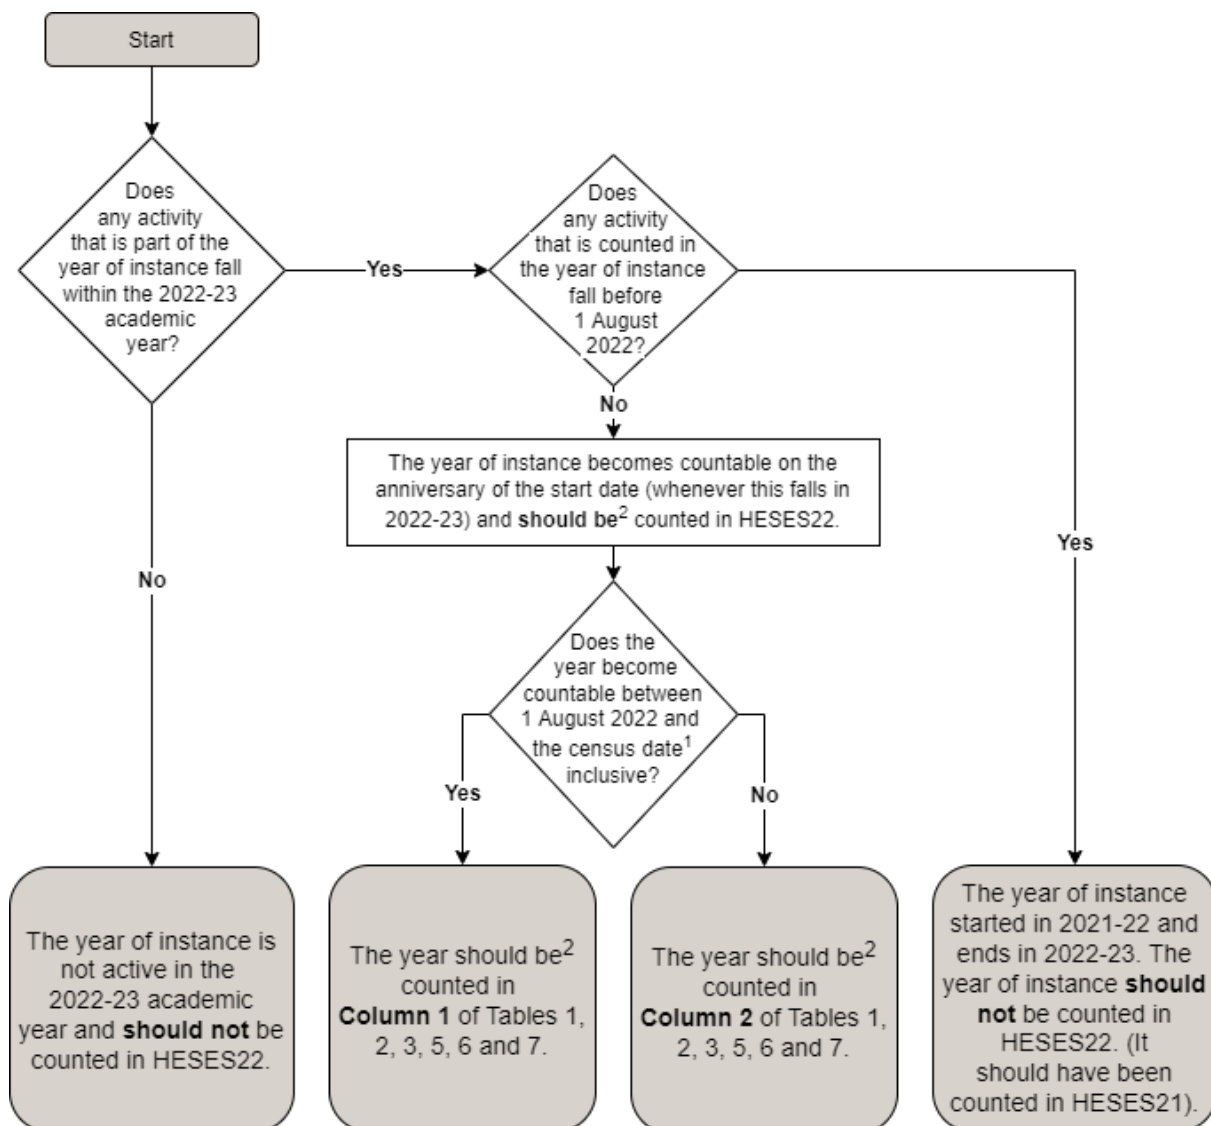 Start
Does
any activity
that is part of the
year of instance fall
within the 2022-23
academic
year?
Yes
Does
any activity
that is counted in
the year of instance
fall before
1 August
2022?
No
The year of instance becomes countable on the
anniversary of the start date (whenever this falls in
2022-23) and should be² counted in HESES22.
Yes
No
Does the
year become
countable between
1 August 2022 and
the census date¹
inclusive?
Yes
No
The year of instance is
not active in the
2022-23 academic
year and should not be
counted in HESES22.
The year should be²
counted in
Column 1 of Tables 1,
2, 3, 5, 6 and 7.
The year should be²
counted in
Column 2 of Tables 1,
2, 3, 5, 6 and 7.
The year of instance
started in 2021-22 and
ends in 2022-23. The
year of instance should
not be counted in
HESES22. (It
should have been
counted in HESES21).